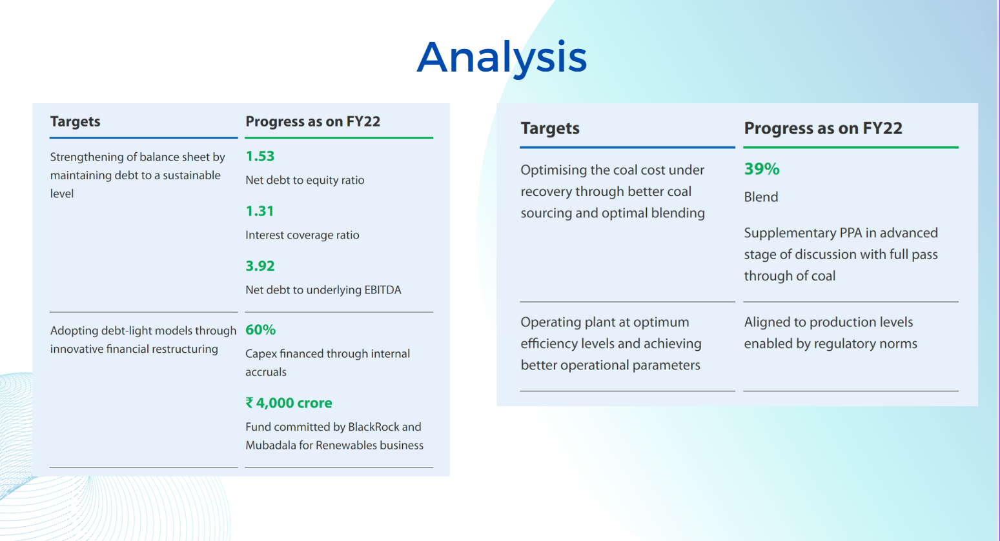 Analysis
Targets
Progress as on FY22
Strengthening of balance sheet by
maintaining debt to a sustainable
level
1.53
Net debt to equity ratio
1.31
Interest coverage ratio
3.92
Net debt to underlying EBITDA
Adopting debt-light models through
innovative financial restructuring
60%
Capex financed through internal
accruals
₹ 4,000 crore
Fund committed by BlackRock and
Mubadala for Renewables business
Targets
Progress as on FY22
Optimising the coal cost under
recovery through better coal
sourcing and optimal blending
39%
Blend
Supplementary PPA in advanced
stage of discussion with full pass
through of coal
Operating plant at optimum
efficiency levels and achieving
better operational parameters
Aligned to production levels
enabled by regulatory norms